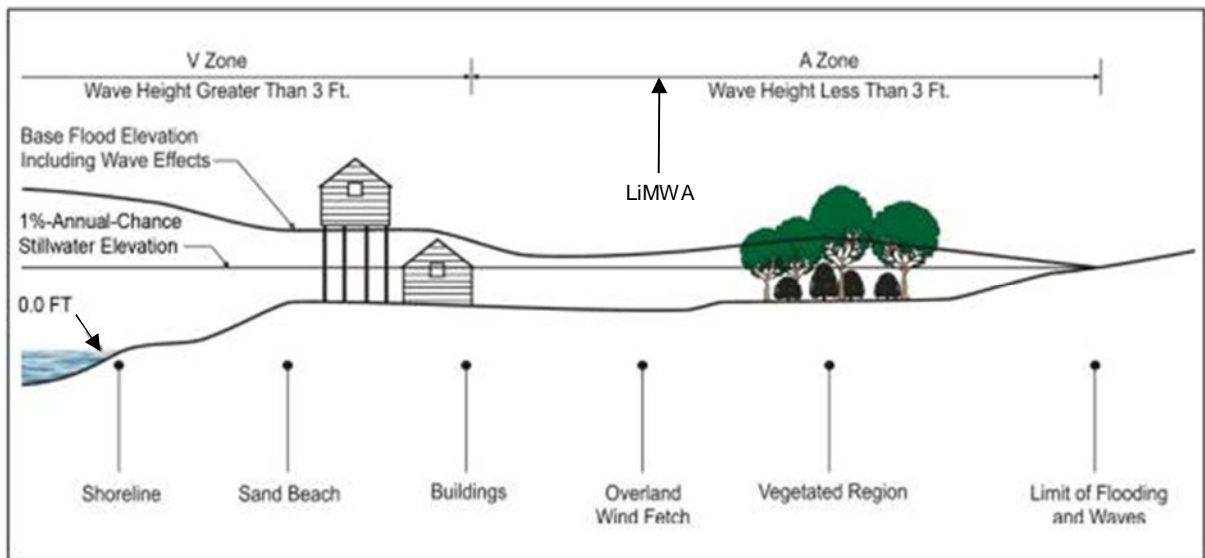 V Zone
Wave Height Greater Than 3 Ft.
A Zone
Wave Height Less Than 3 Ft.
Base Flood Elevation
Including Wave Effects
LiMWA
1%-Annual-Chance
Stillwater Elevation
0.0 FT
Shoreline
Sand Beach
Buildings
Overland
Wind Fetch
Vegetated Region
Limit of Flooding
and Waves